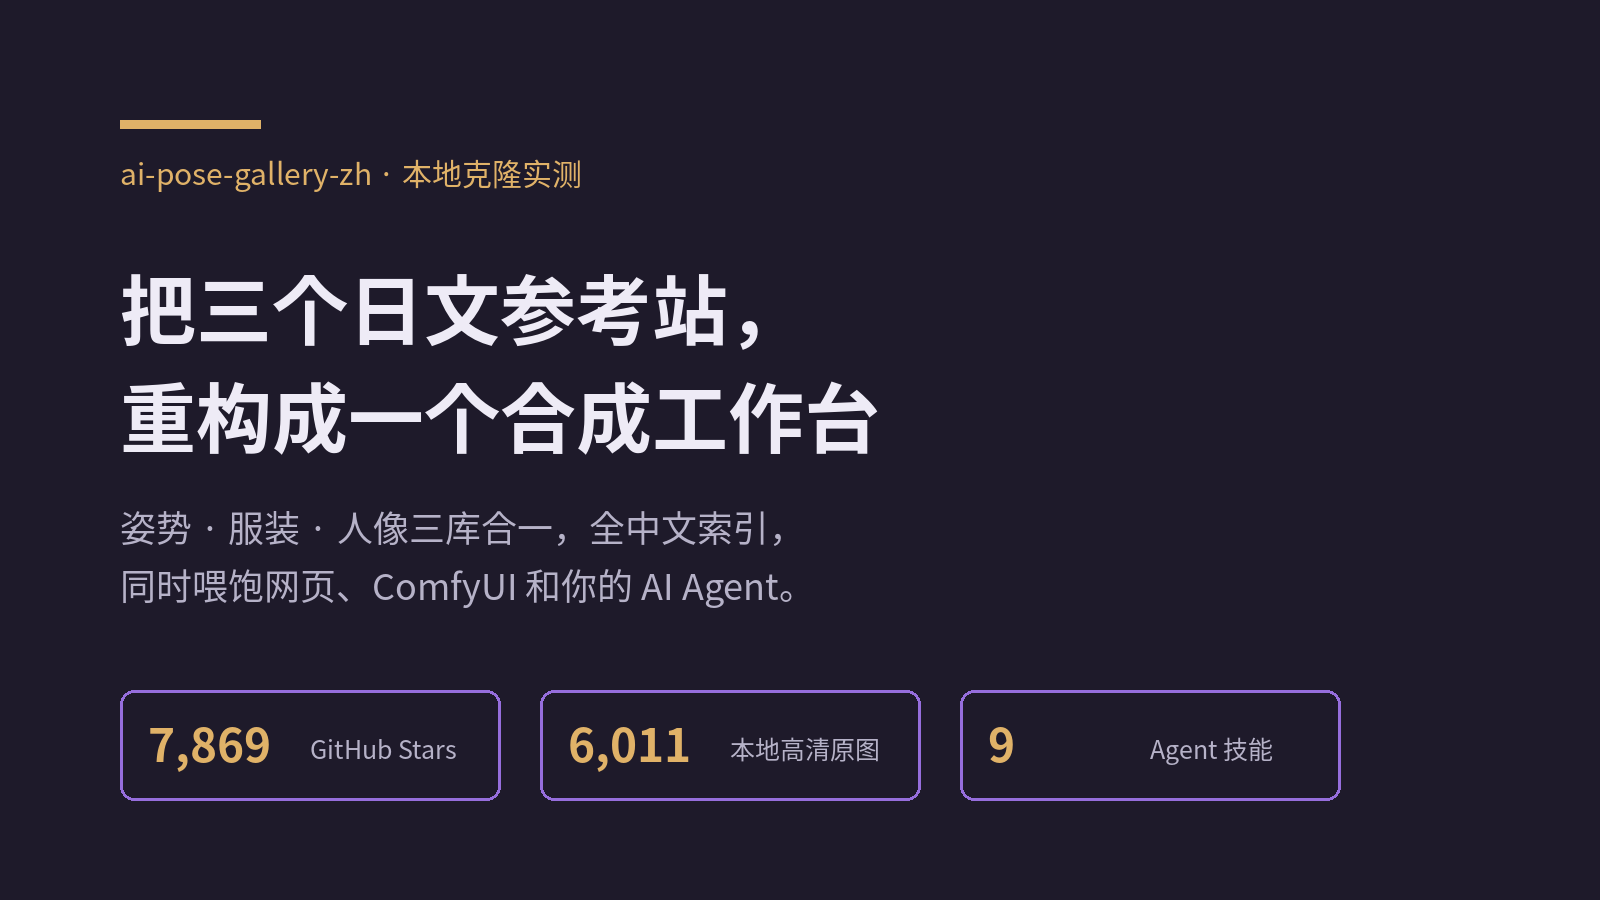 ai-pose-gallery-zh · 本地克隆实测
把三个日文参考站，
重构成一个合成工作台
姿势 · 服装 · 人像三库合一，全中文索引，
同时喂饱网页、ComfyUI 和你的 AI Agent。
7,869 GitHub Stars
6,011 本地高清原图
9 Agent 技能